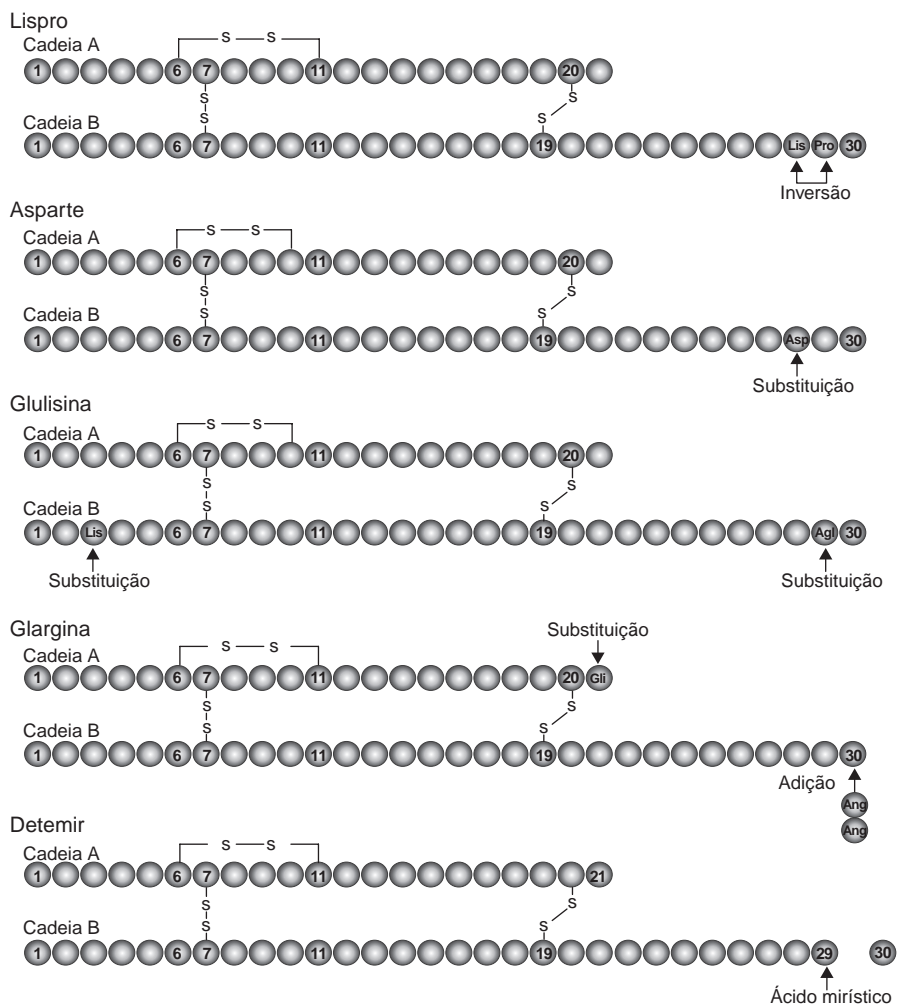 Lispro
Cadeia A
S S
1 6 7 11 20
S S
S S
Cadeia B
1 6 7 11 19 Lis Pro 30
Inversão
Asparte
Cadeia A
S S
1 6 7 11 20
S S
S S
Cadeia B
1 6 7 11 19 Asp 30
Substituição
Glulisina
Cadeia A
S S
1 6 7 11 20
S S
S S
Cadeia B
1 Lis 6 7 11 19 Agl 30
Substituição Substituição
Glargina Substituição
Cadeia A
S S
1 6 7 11 20 Gli
S S
S S
Cadeia B
1 6 7 11 19 30
Adição
Ang
Ang
Detemir
Cadeia A
S S
1 6 7 11 21
S S
S S
Cadeia B
1 6 7 11 19 29 30
Ácido mirístico